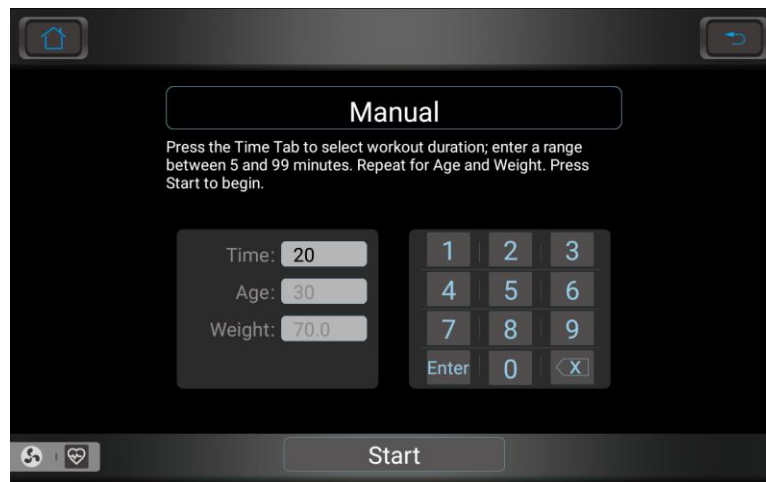 Manual
Press the Time Tab to select workout duration; enter a range
between 5 and 99 minutes. Repeat for Age and Weight. Press
Start to begin.
Time: 20
Age: 30
Weight: 70.0
1 2 3
4 5 6
7 8 9
Enter 0 X
Start